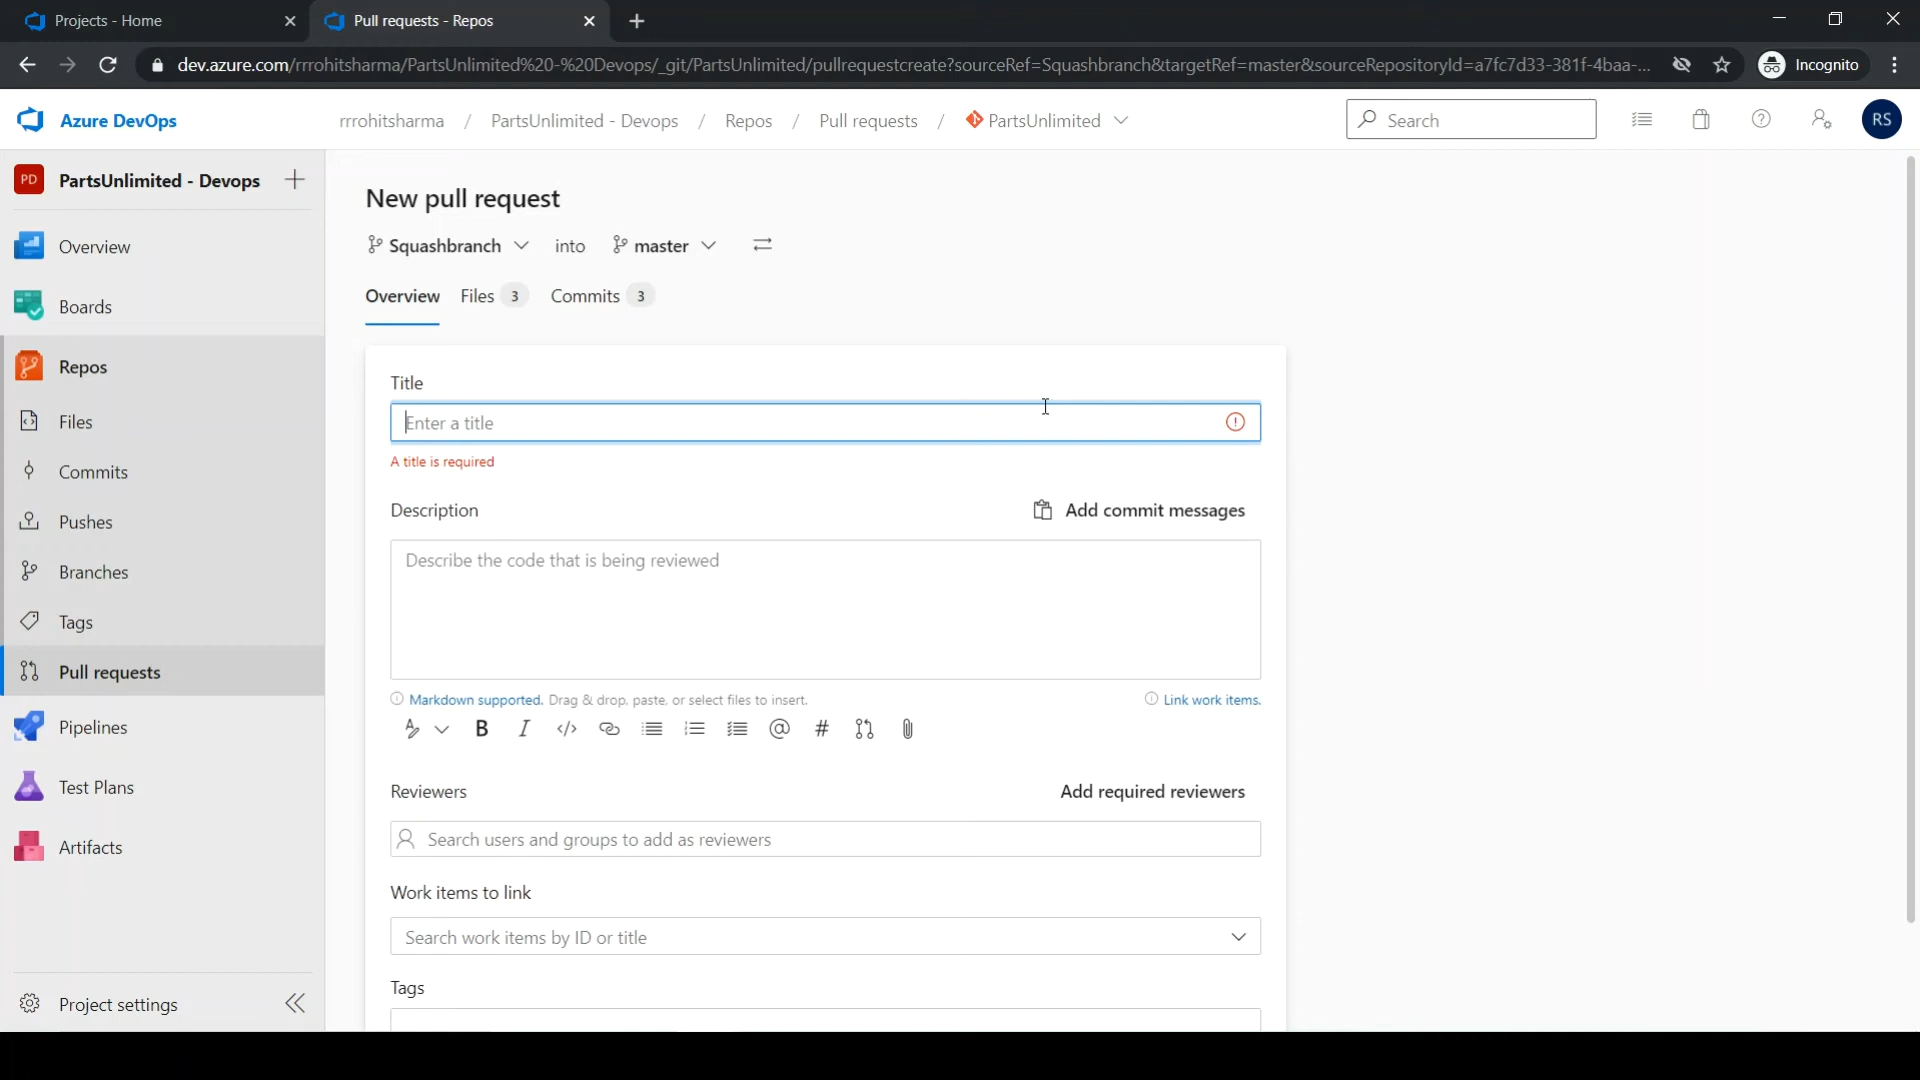 Projects - Home
Pull requests - Repos
dev.azure.com/rrrohitsharma/PartsUnlimited%20-%20Devops/_git/PartsUnlimited/pullrequestcreate?sourceRef=Squashbranch&targetRef=master&sourceRepositoryId=a7fc7d33-381f-4baa-...
Incognito
Azure DevOps
rrrohitsharma / PartsUnlimited - Devops / Repos / Pull requests / PartsUnlimited
Search
RS
PD PartsUnlimited - Devops
Overview
Boards
Repos
Files
Commits
Pushes
Branches
Tags
Pull requests
Pipelines
Test Plans
Artifacts
Project settings
New pull request
Squashbranch into master
Overview Files 3 Commits 3
Title
Enter a title
A title is required
Description
Add commit messages
Describe the code that is being reviewed
Markdown supported. Drag & drop, paste, or select files to insert.
Link work items.
B I </> @ #
Reviewers
Add required reviewers
Search users and groups to add as reviewers
Work items to link
Search work items by ID or title
Tags